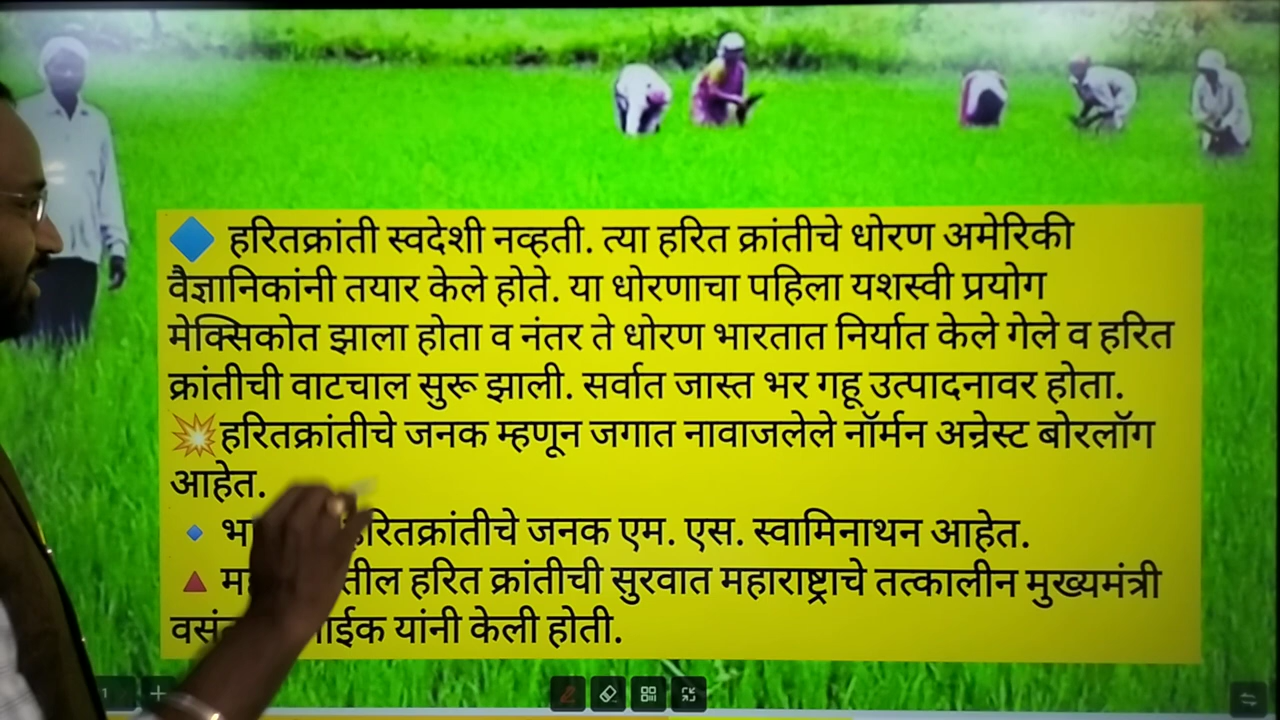 हरितक्रांती स्वदेशी नव्हती. त्या हरित क्रांतीचे धोरण अमेरिकी
वैज्ञानिकांनी तयार केले होते. या धोरणाचा पहिला यशस्वी प्रयोग
मेक्सिकोत झाला होता व नंतर ते धोरण भारतात निर्यात केले गेले व हरित
क्रांतीची वाटचाल सुरू झाली. सर्वात जास्त भर गहू उत्पादनावर होता.
हरितक्रांतीचे जनक म्हणून जगात नावाजलेले नॉर्मन अन्रेस्ट बोरलॉग
आहेत.
हरितक्रांतीचे जनक एम. एस. स्वामिनाथन आहेत.
हरित क्रांतीची सुरवात महाराष्ट्राचे तत्कालीन मुख्यमंत्री
यांनी केली होती.
1